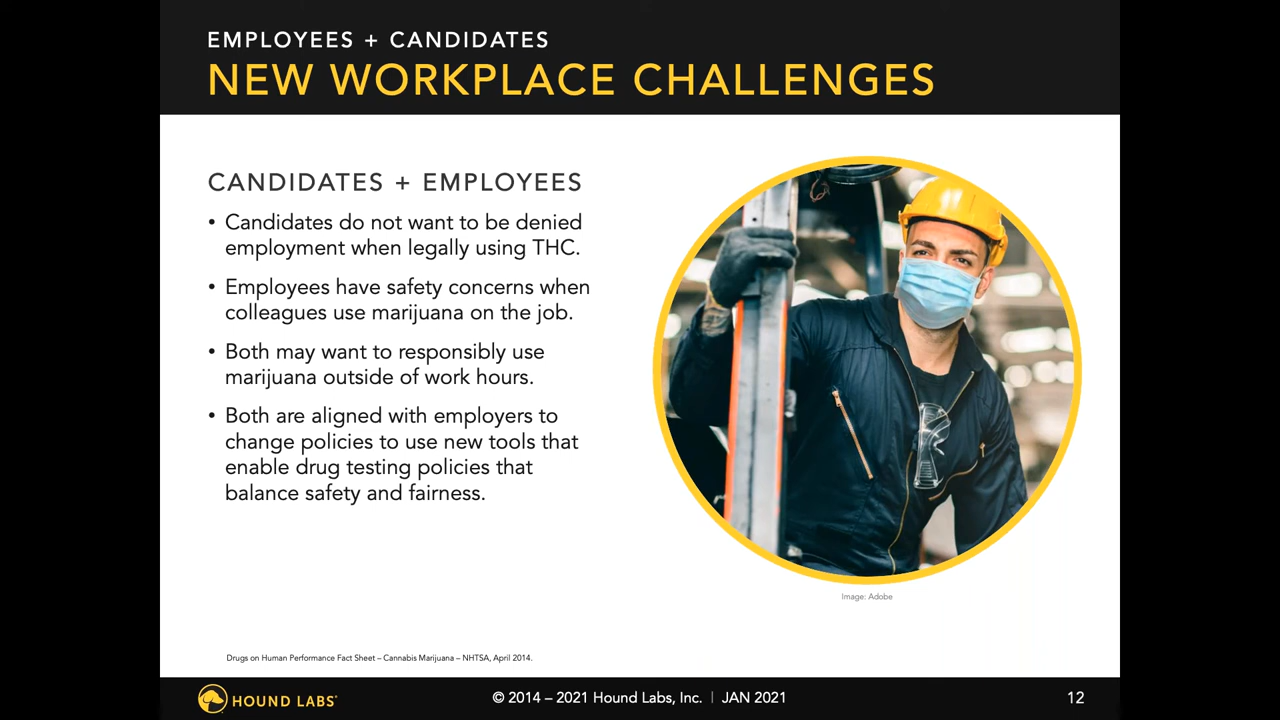 EMPLOYEES + CANDIDATES
NEW WORKPLACE CHALLENGES
CANDIDATES + EMPLOYEES
• Candidates do not want to be denied
employment when legally using THC.
• Employees have safety concerns when
colleagues use marijuana on the job.
• Both may want to responsibly use
marijuana outside of work hours.
• Both are aligned with employers to
change policies to use new tools that
enable drug testing policies that
balance safety and fairness.
Image: Adobe
Drugs on Human Performance Fact Sheet – Cannabis Marijuana – NHTSA, April 2014.
HOUND LABS®
© 2014 – 2021 Hound Labs, Inc. | JAN 2021
12